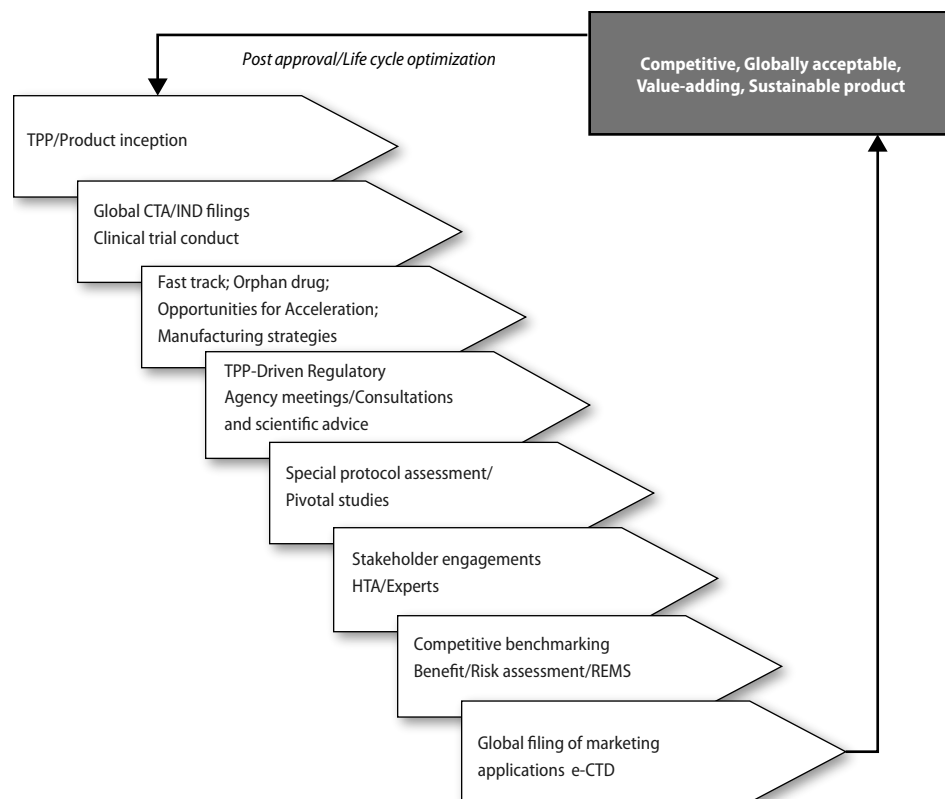 Post approval/Life cycle optimization
Competitive, Globally acceptable,
Value-adding, Sustainable product
TPP/Product inception
Global CTA/IND filings
Clinical trial conduct
Fast track; Orphan drug;
Opportunities for Acceleration;
Manufacturing strategies
TPP-Driven Regulatory
Agency meetings/Consultations
and scientific advice
Special protocol assessment/
Pivotal studies
Stakeholder engagements
HTA/Experts
Competitive benchmarking
Benefit/Risk assessment/REMS
Global filing of marketing
applications e-CTD